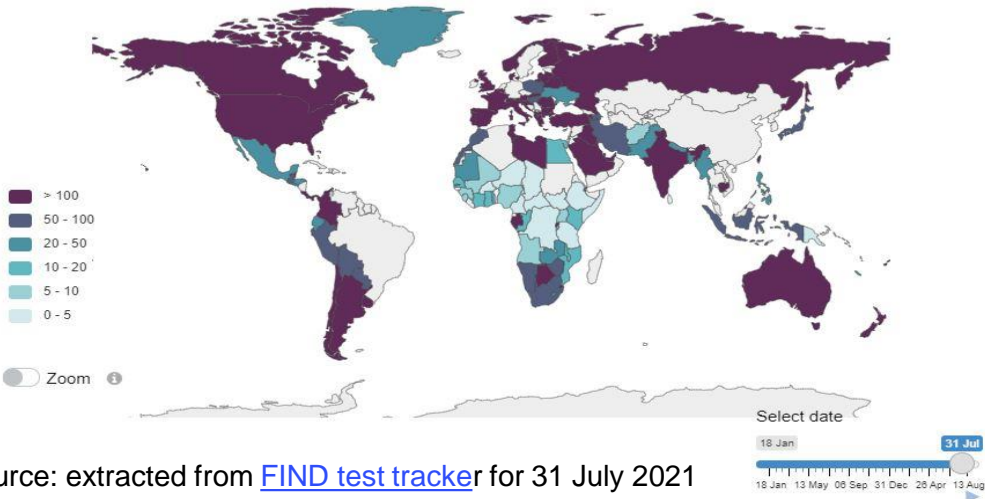 > 100
50 - 100
20 - 50
10 - 20
5 - 10
0 - 5
Zoom
Select date
18 Jan
31 Jul
18 Jan 13 May 06 Sep 31 Dec 26 Apr 13 Aug
urce: extracted from FIND test tracker for 31 July 2021